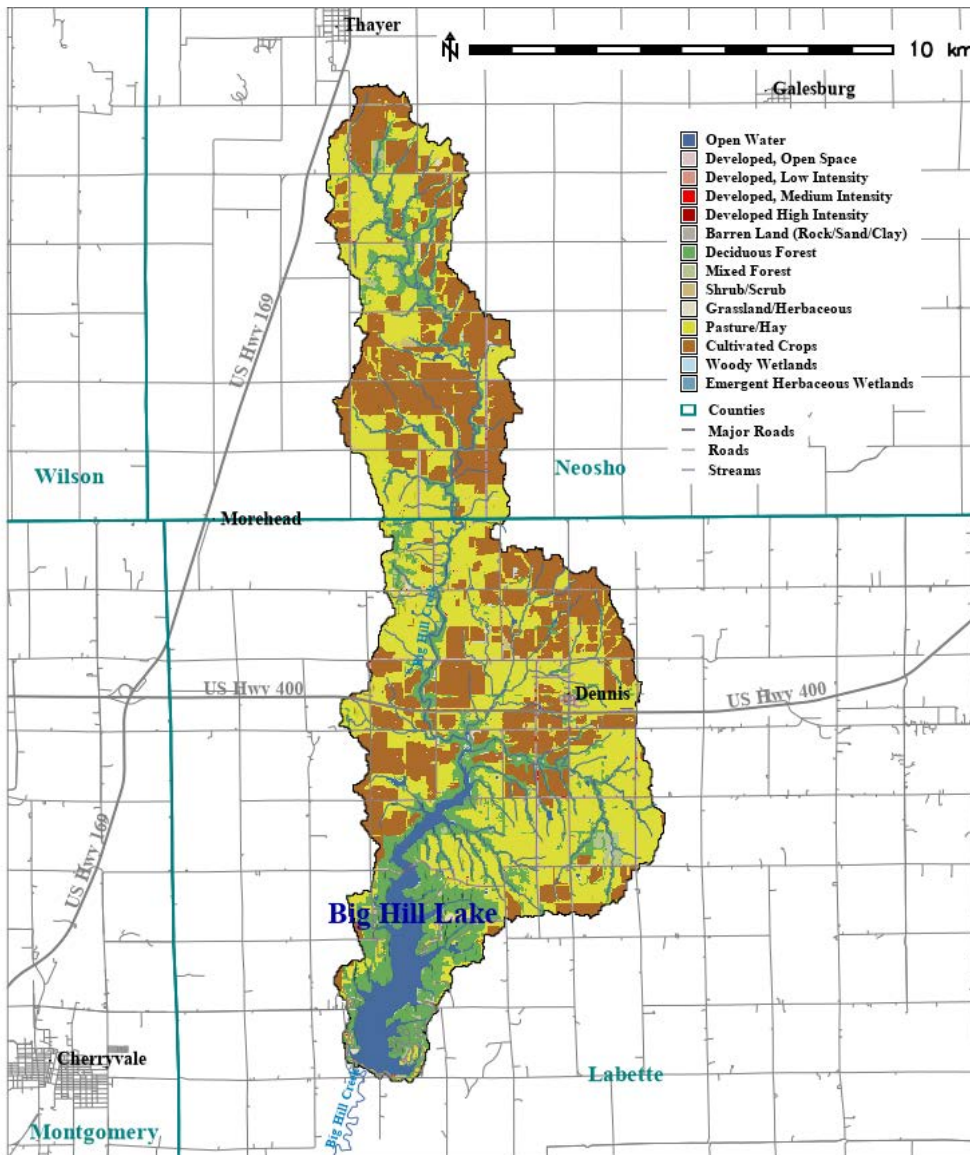 Thayer
N
10 km
Galesburg
Open Water
Developed, Open Space
Developed, Low Intensity
Developed, Medium Intensity
Developed High Intensity
Barren Land (Rock/Sand/Clay)
Deciduous Forest
Mixed Forest
Shrub/Scrub
Grassland/Herbaceous
Pasture/Hay
Cultivated Crops
Woody Wetlands
Emergent Herbaceous Wetlands
Counties
Major Roads
Roads
Streams
US Hwy 169
Wilson
Neosho
Morehead
Big Hill Creek
US Hwy 400
Dennis
US Hwy 400
US Hwy 169
Big Hill Lake
Cherryvale
Labette
Big Hill Creek
Montgomery